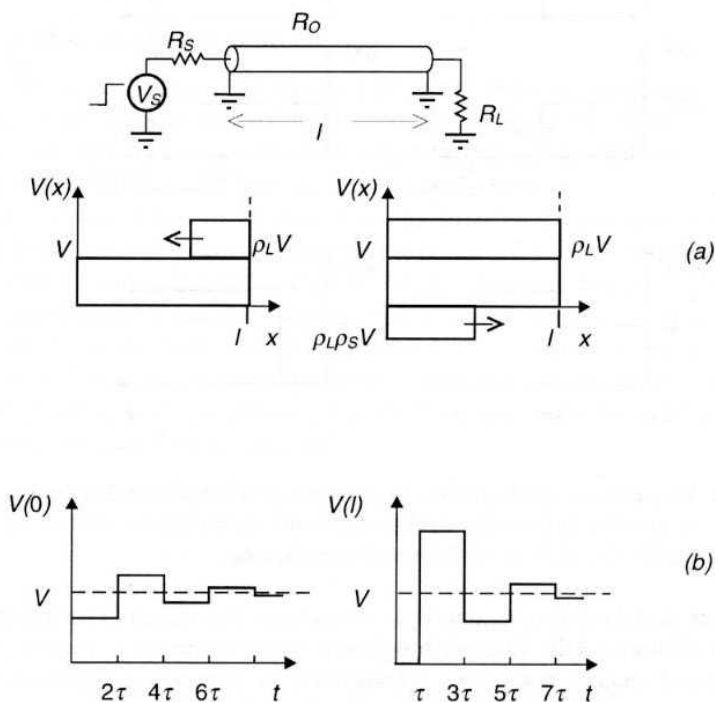 R_O
R_S
V_S
R_L
l
V(x)
V
ρ_L V
l
x
V(x)
V
ρ_L V
ρ_L ρ_S V
l
x
(a)
V(0)
V
2τ 4τ 6τ t
V(l)
V
τ 3τ 5τ 7τ t
(b)